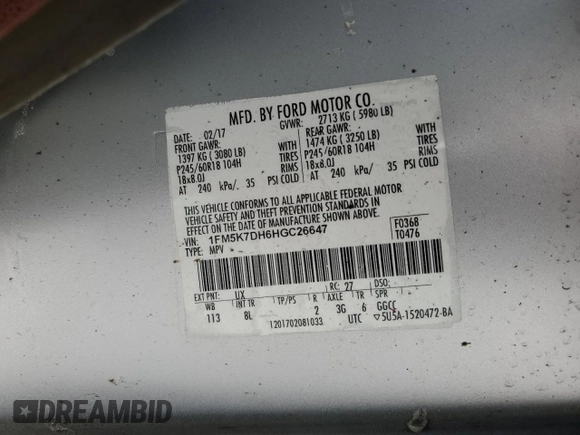 MFD. BY FORD MOTOR CO.
DATE: 02/17 GVWR: 2713 KG ( 5980 LB)
FRONT GAWR: REAR GAWR:
1397 KG ( 3080 LB) WITH 1474 KG ( 3250 LB) WITH
P245/60R18 104H TIRES P245/60R18 104H TIRES
18x8.0J RIMS 18x8.0J RIMS
AT 240 kPa/ 35 PSI COLD AT 240 kPa/ 35 PSI COLD
THIS VEHICLE CONFORMS TO ALL APPLICABLE FEDERAL MOTOR
VEHICLE SAFETY AND THEFT PREVENTION STANDARDS IN
EFFECT ON THE DATE OF MANUFACTURE SHOWN ABOVE.
VIN: 1FM5K7DH6HGC26647 F0368
TYPE: MPV T0476
EXT PNT: UX RC: 27 DSO:
WB INT TR TP/PS R AXLE TR SPR
113 8L 2 3G 6 GGCC
1201702081033 UTC ▽5U5A-1520472-BA
DREAMBID